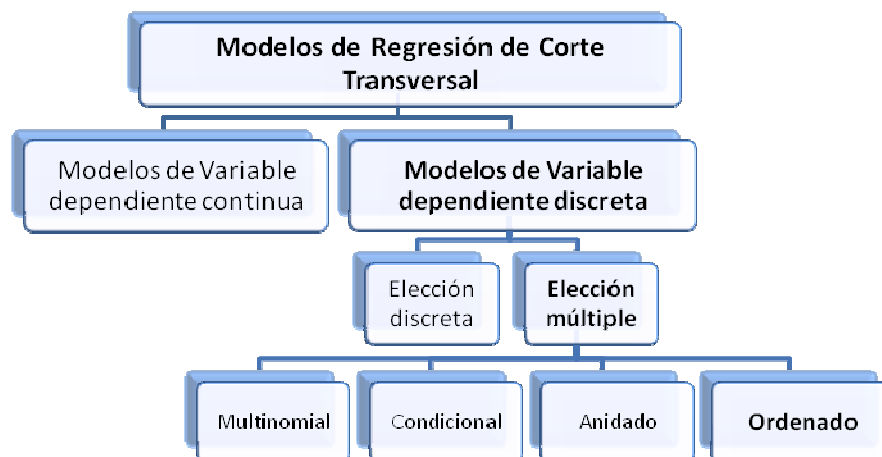 Modelos de Regresión de Corte
Transversal
Modelos de Variable
dependiente continua
Modelos de Variable
dependiente discreta
Elección
discreta
Elección
múltiple
Multinomial
Condicional
Anidado
Ordenado